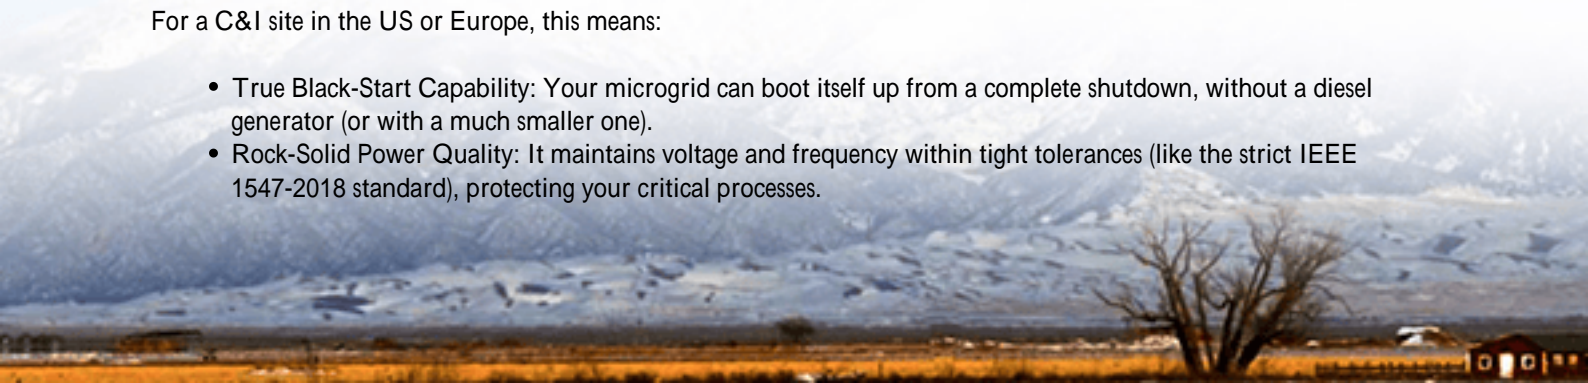 For a C&I site in the US or Europe, this means:
• True Black-Start Capability: Your microgrid can boot itself up from a complete shutdown, without a diesel
generator (or with a much smaller one).
• Rock-Solid Power Quality: It maintains voltage and frequency within tight tolerances (like the strict IEEE
1547-2018 standard), protecting your critical processes.